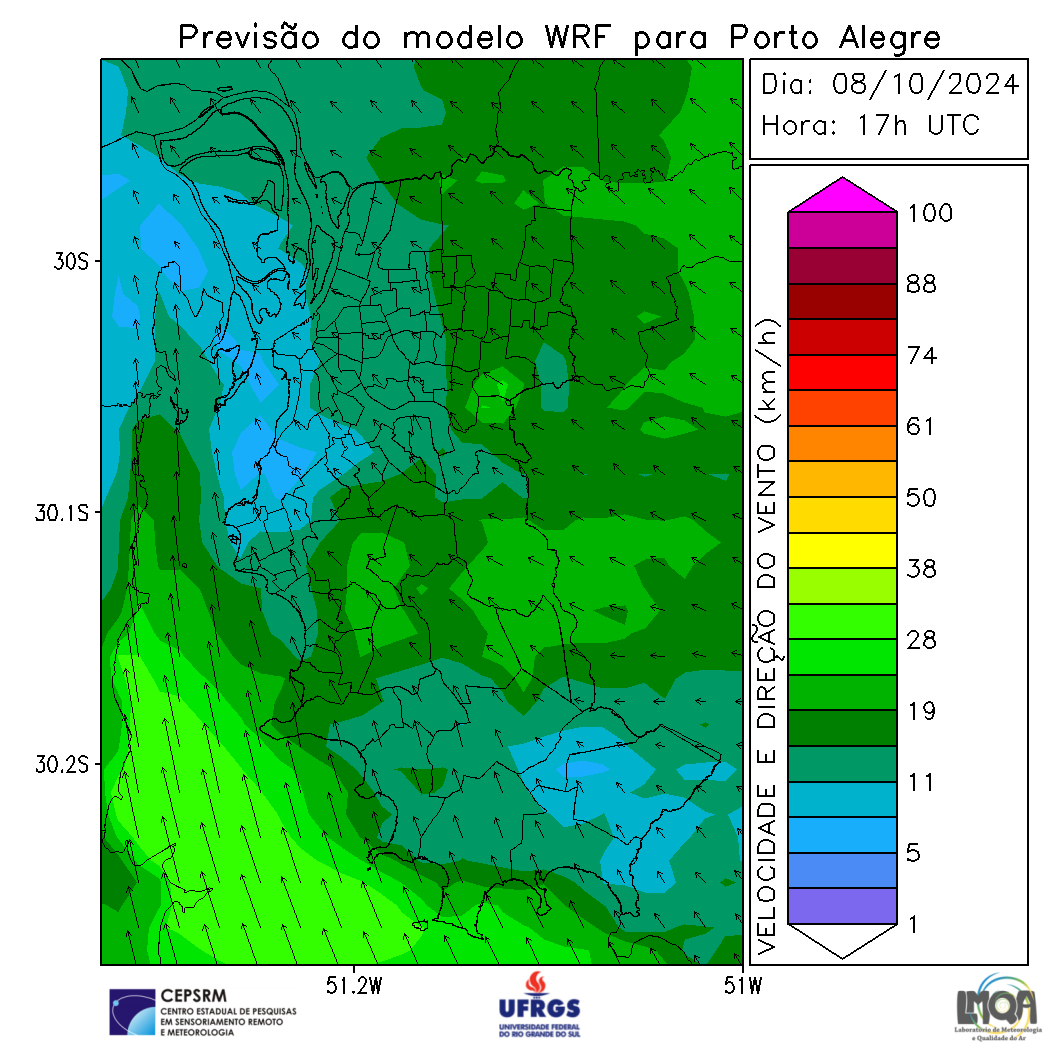 Previsão do modelo WRF para Porto Alegre
Dia: 08/10/2024
Hora: 17h UTC
30S
30.1S
30.2S
51.2W
51W
VELOCIDADE E DIREÇÃO DO VENTO (km/h)
100
88
74
61
50
38
28
19
11
5
1
CEPSRM
CENTRO ESTADUAL DE PESQUISAS
EM SENSORIAMENTO REMOTO
E METEOROLOGIA
UFRGS
UNIVERSIDADE FEDERAL
DO RIO GRANDE DO SUL
LMQA
Laboratório de Meteorologia
e Qualidade do Ar